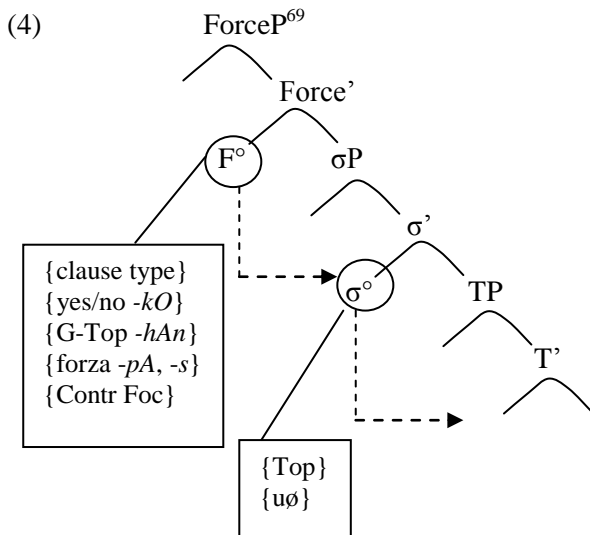 (4)
ForceP69
Force’
F°
σP
σ’
{clause type}
{yes/no -kO}
{G-Top -hAn}
{forza -pA, -s}
{Contr Foc}
σ°
TP
T’
{Top}
{uø}